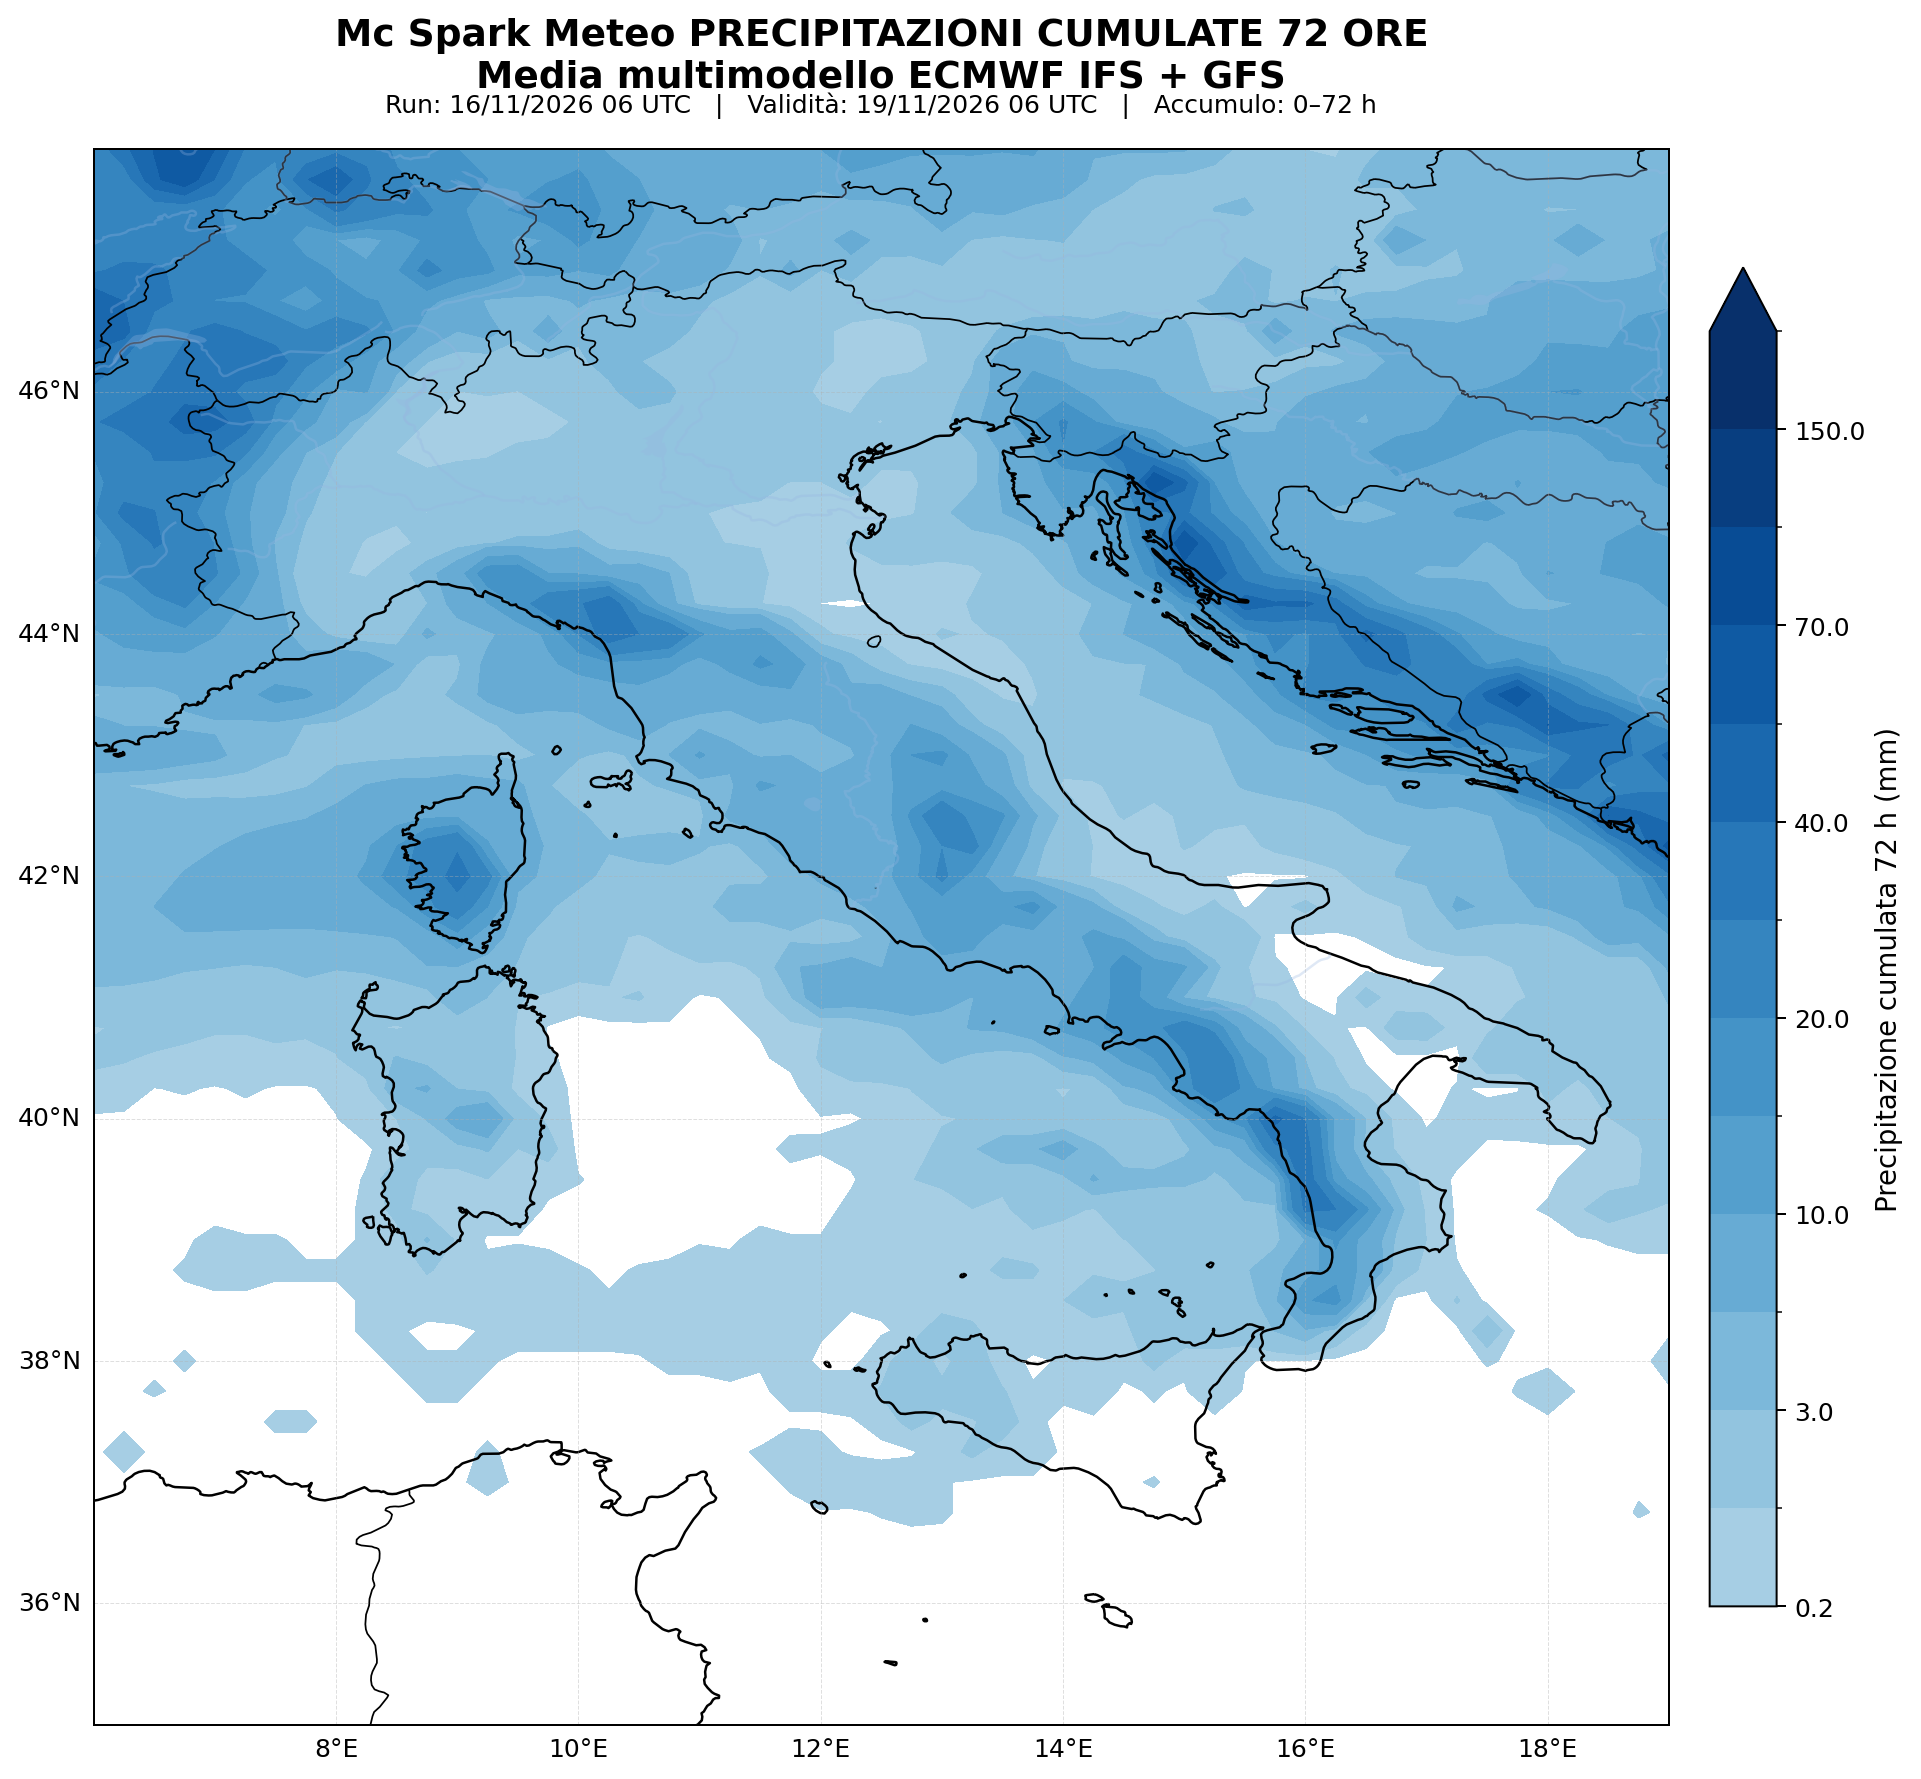 Mc Spark Meteo PRECIPITAZIONI CUMULATE 72 ORE
Media multimodello ECMWF IFS + GFS
Run: 16/11/2026 06 UTC | Validità: 19/11/2026 06 UTC | Accumulo: 0–72 h
46°N
44°N
42°N
40°N
38°N
36°N
8°E
10°E
12°E
14°E
16°E
18°E
150.0
70.0
40.0
20.0
10.0
3.0
0.2
Precipitazione cumulata 72 h (mm)